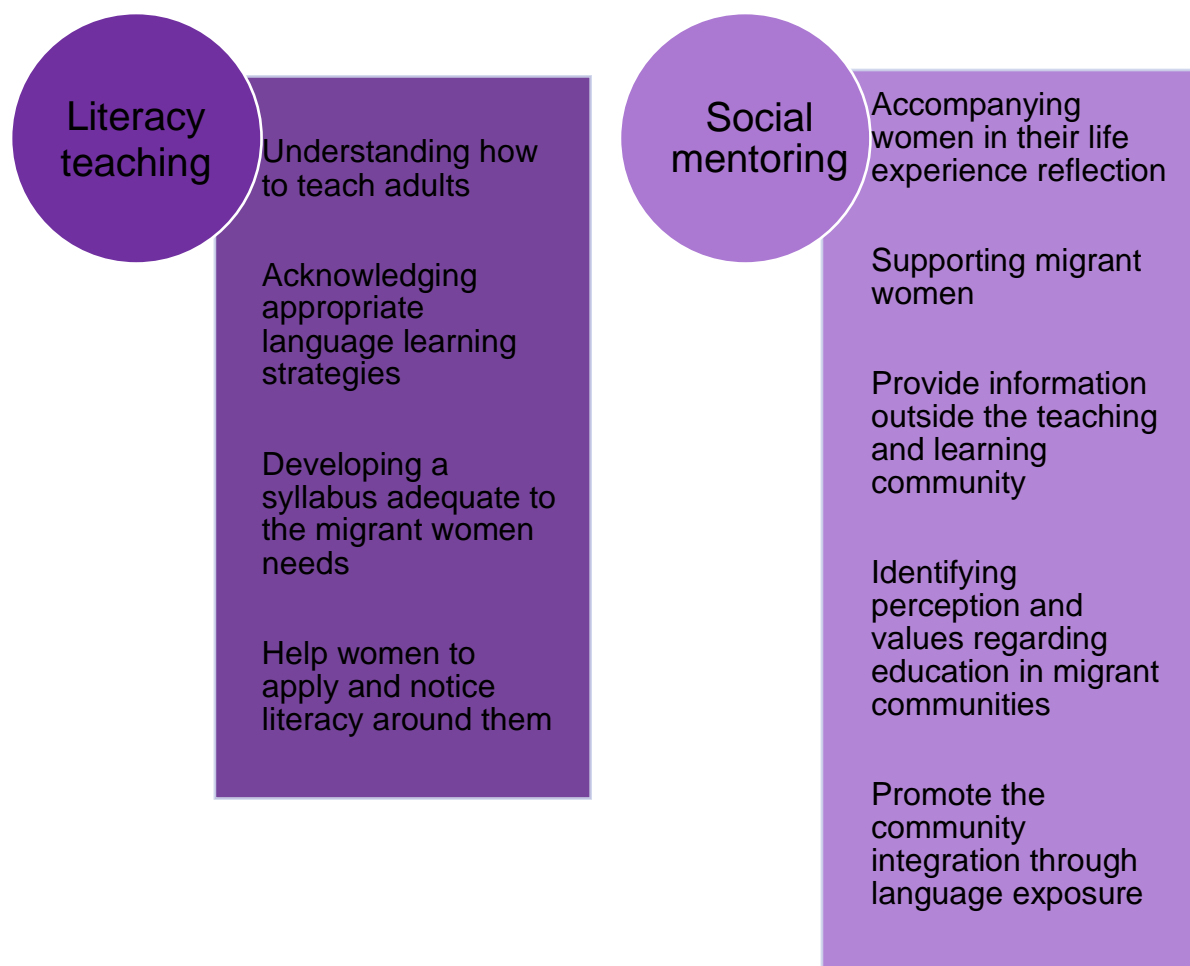 Literacy
teaching
Understanding how
to teach adults
Acknowledging
appropriate
language learning
strategies
Developing a
syllabus adequate to
the migrant women
needs
Help women to
apply and notice
literacy around them
Social
mentoring
Accompanying
women in their life
experience reflection
Supporting migrant
women
Provide information
outside the teaching
and learning
community
Identifying
perception and
values regarding
education in migrant
communities
Promote the
community
integration through
language exposure